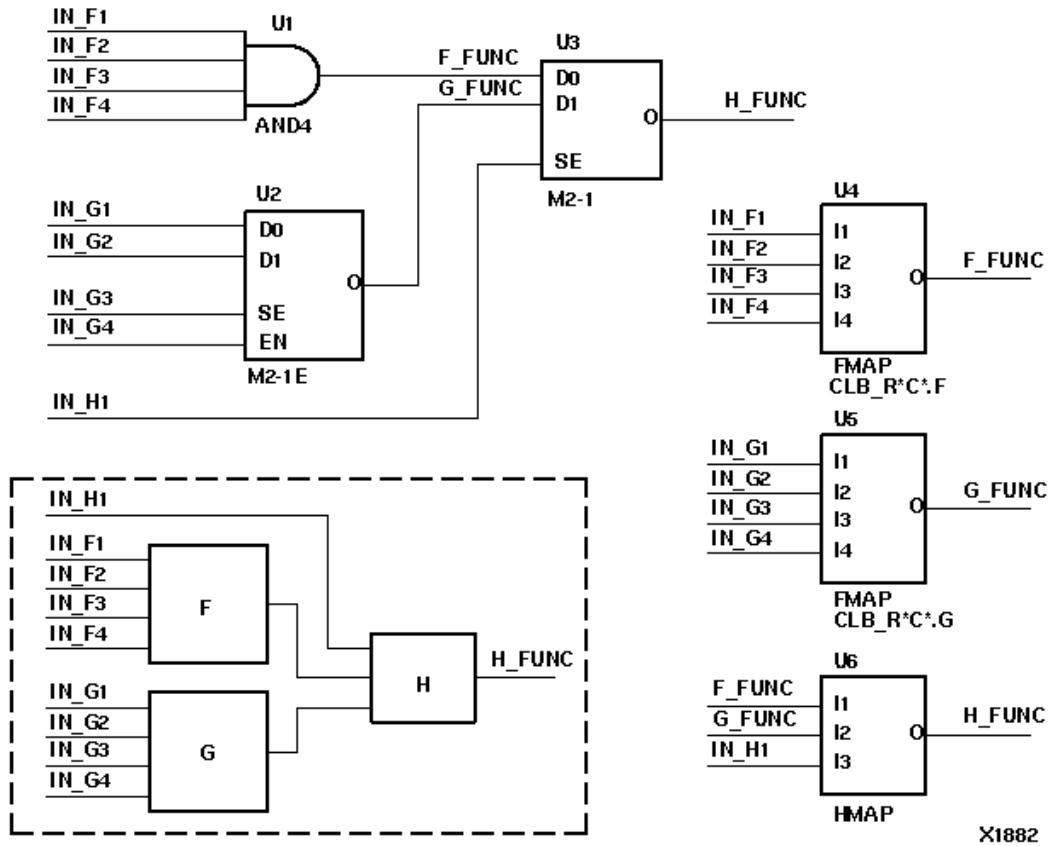 IN_F1
IN_F2
IN_F3
IN_F4
U1
AND4
F_FUNC
G_FUNC
U3
D0
D1
SE
O
M2-1
H_FUNC
IN_G1
IN_G2
IN_G3
IN_G4
U2
D0
D1
SE
EN
O
M2-1E
IN_H1
U4
IN_F1
IN_F2
IN_F3
IN_F4
I1
I2
I3
I4
O
F_FUNC
FMAP
CLB_R*C*.F
U5
IN_G1
IN_G2
IN_G3
IN_G4
I1
I2
I3
I4
O
G_FUNC
FMAP
CLB_R*C*.G
U6
F_FUNC
G_FUNC
IN_H1
I1
I2
I3
O
H_FUNC
HMAP
IN_H1
IN_F1
IN_F2
IN_F3
IN_F4
F
IN_G1
IN_G2
IN_G3
IN_G4
G
H
H_FUNC
X1882